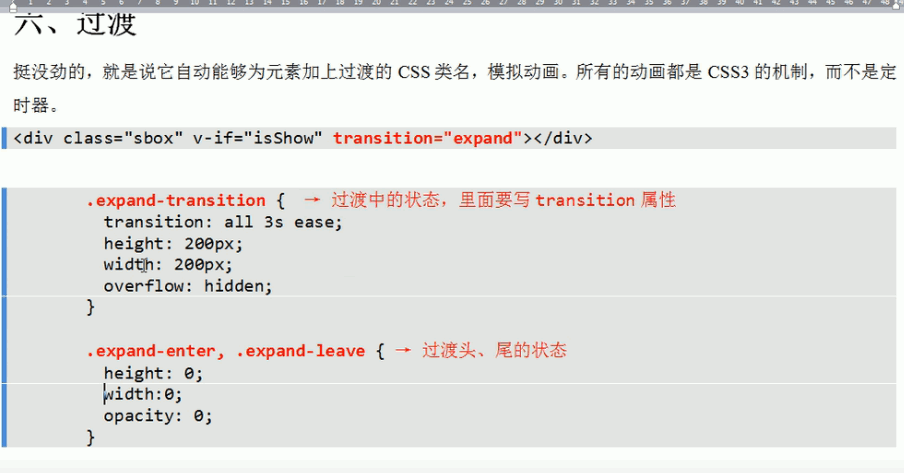 六、过渡
挺没劲的，就是说它自动能够为元素加上过渡的 CSS 类名，模拟动画。所有的动画都是 CSS3 的机制，而不是定
时器。
<div class="sbox" v-if="isShow" transition="expand"></div>
.expand-transition { → 过渡中的状态，里面要写 transition 属性
transition: all 3s ease;
height: 200px;
width: 200px;
overflow: hidden;
}
.expand-enter, .expand-leave { → 过渡头、尾的状态
height: 0;
width:0;
opacity: 0;
}